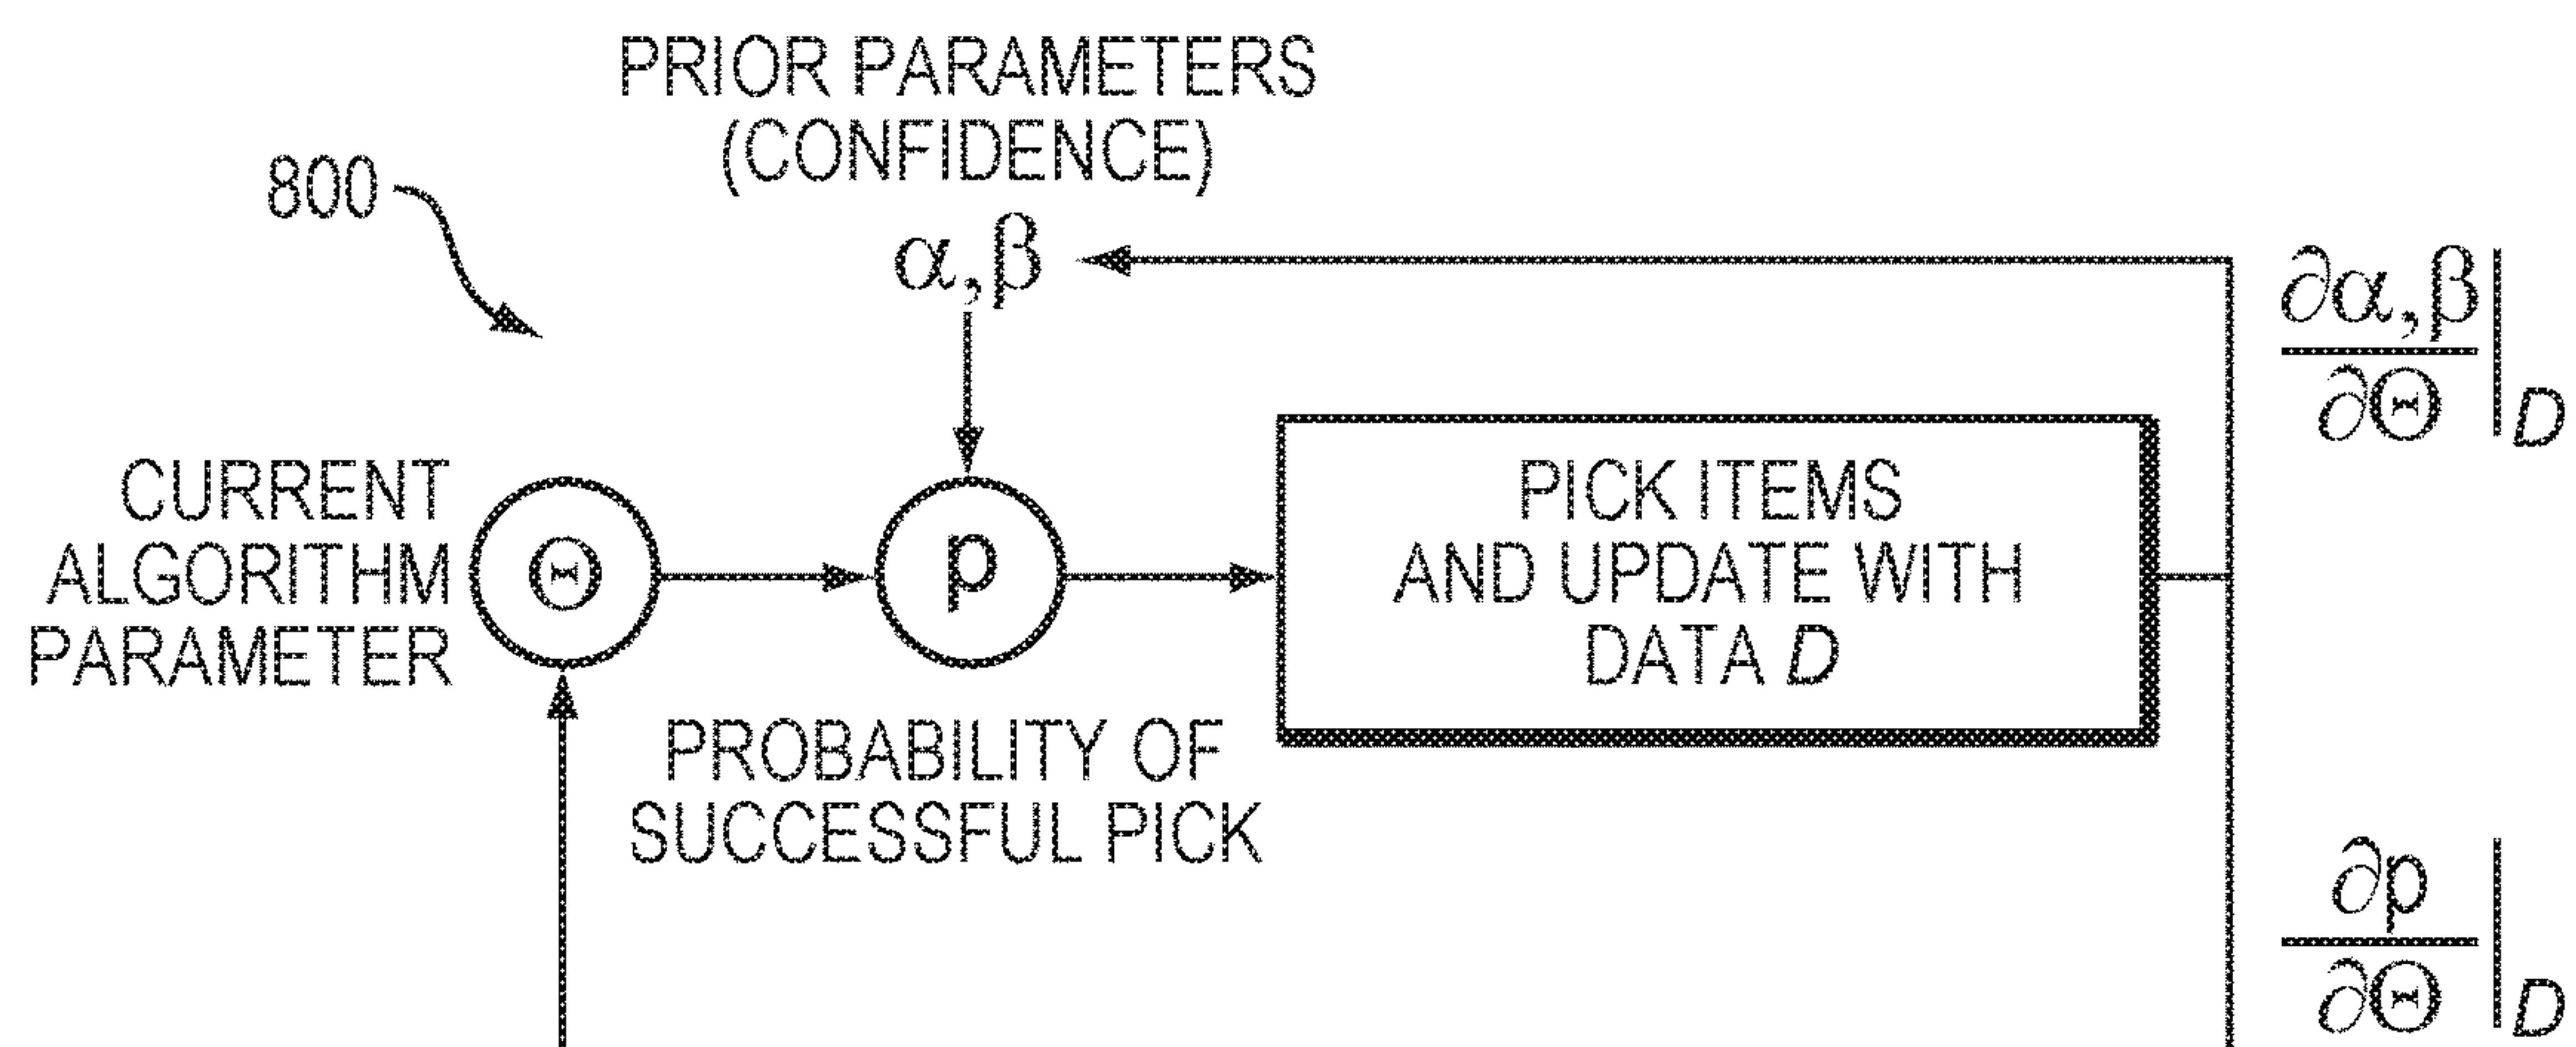 PRIOR PARAMETERS
(CONFIDENCE)
800
α,β
∂α,β
∂Θ
D
CURRENT
ALGORITHM
PARAMETER
Θ
p
PICK ITEMS
AND UPDATE WITH
DATA D
PROBABILITY OF
SUCCESSFUL PICK
∂p
∂Θ
D